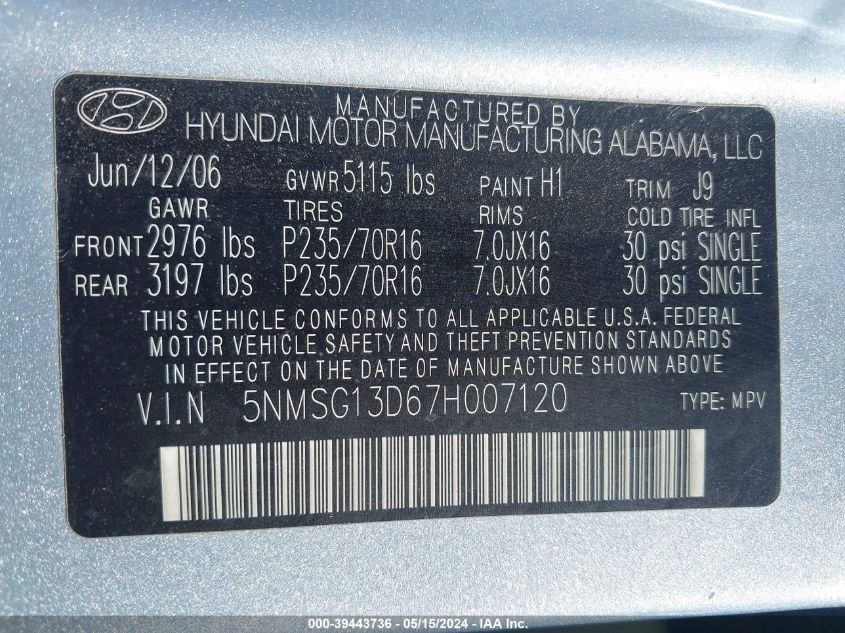 MANUFACTURED BY
HYUNDAI MOTOR MANUFACTURING ALABAMA, LLC
Jun/12/06 GVWR 5115 lbs PAINT H1 TRIM J9
GAWR TIRES RIMS COLD TIRE INFL
FRONT 2976 lbs P235/70R16 7.0JX16 30 psi SINGLE
REAR 3197 lbs P235/70R16 7.0JX16 30 psi SINGLE
THIS VEHICLE CONFORMS TO ALL APPLICABLE U.S.A. FEDERAL
MOTOR VEHICLE SAFETY AND THEFT PREVENTION STANDARDS
IN EFFECT ON THE DATE OF MANUFACTURE SHOWN ABOVE
V.I.N 5NMSG13D67H007120 TYPE: MPV
000-39443736 - 05/15/2024 - IAA Inc.